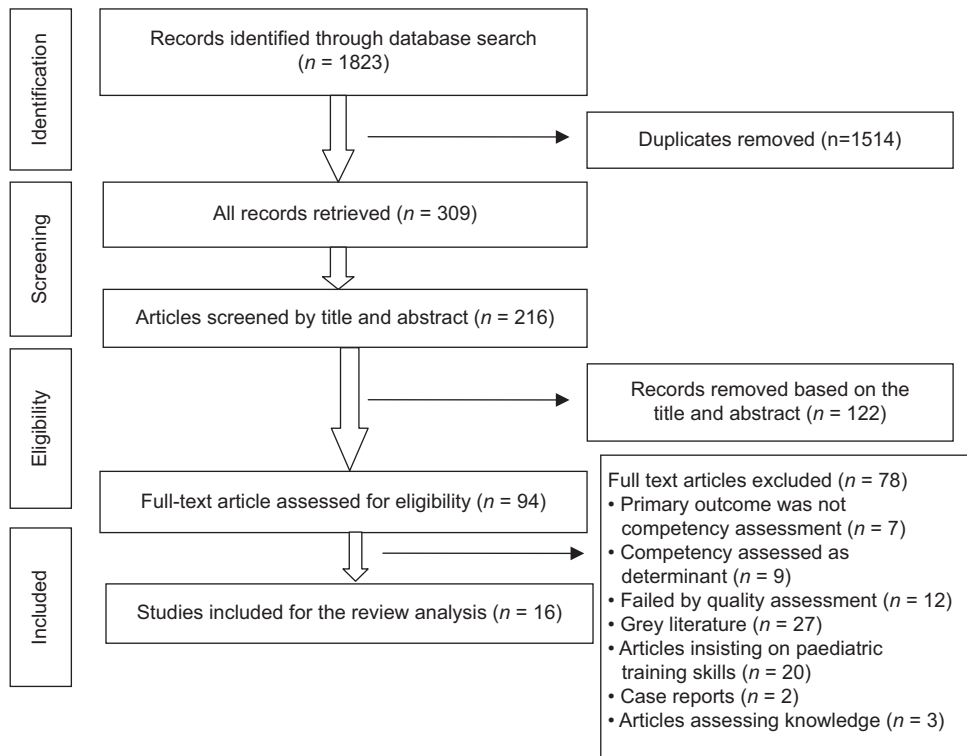 Identification
Records identified through database search
(n = 1823)
Duplicates removed (n=1514)
Screening
All records retrieved (n = 309)
Articles screened by title and abstract (n = 216)
Eligibility
Records removed based on the
title and abstract (n = 122)
Full-text article assessed for eligibility (n = 94)
Full text articles excluded (n = 78)
• Primary outcome was not
competency assessment (n = 7)
• Competency assessed as
determinant (n = 9)
• Failed by quality assessment (n = 12)
• Grey literature (n = 27)
• Articles insisting on paediatric
training skills (n = 20)
• Case reports (n = 2)
• Articles assessing knowledge (n = 3)
Included
Studies included for the review analysis (n = 16)